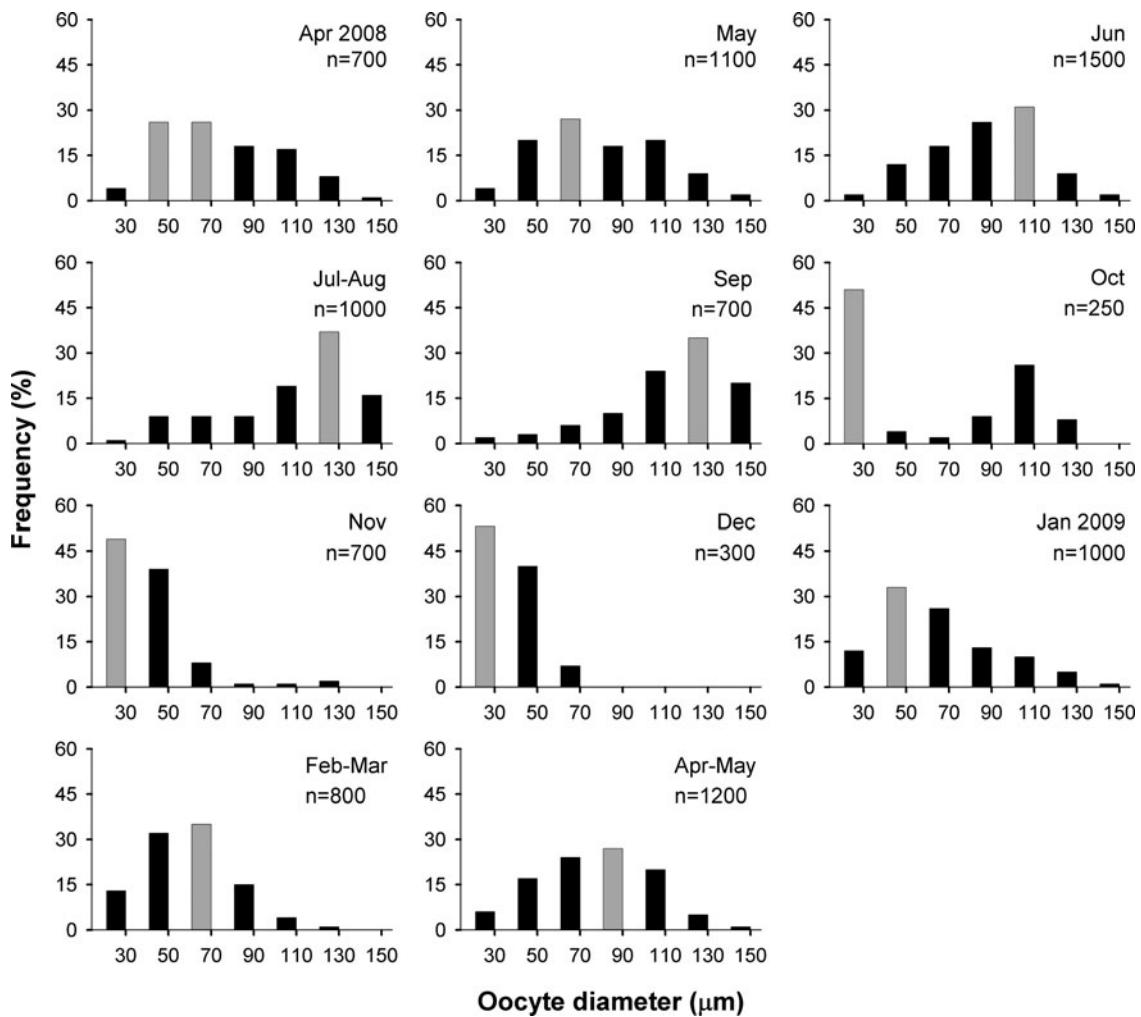 60
45
30
15
0
Apr 2008
n=700
30 50 70 90 110 130 150
60
45
30
15
0
May
n=1100
30 50 70 90 110 130 150
60
45
30
15
0
Jun
n=1500
30 50 70 90 110 130 150
60
45
30
15
0
Jul-Aug
n=1000
30 50 70 90 110 130 150
60
45
30
15
0
Sep
n=700
30 50 70 90 110 130 150
60
45
30
15
0
Oct
n=250
30 50 70 90 110 130 150
Frequency (%)
60
45
30
15
0
Nov
n=700
30 50 70 90 110 130 150
60
45
30
15
0
Dec
n=300
30 50 70 90 110 130 150
60
45
30
15
0
Jan 2009
n=1000
30 50 70 90 110 130 150
60
45
30
15
0
Feb-Mar
n=800
30 50 70 90 110 130 150
60
45
30
15
0
Apr-May
n=1200
30 50 70 90 110 130 150
Oocyte diameter (μm)